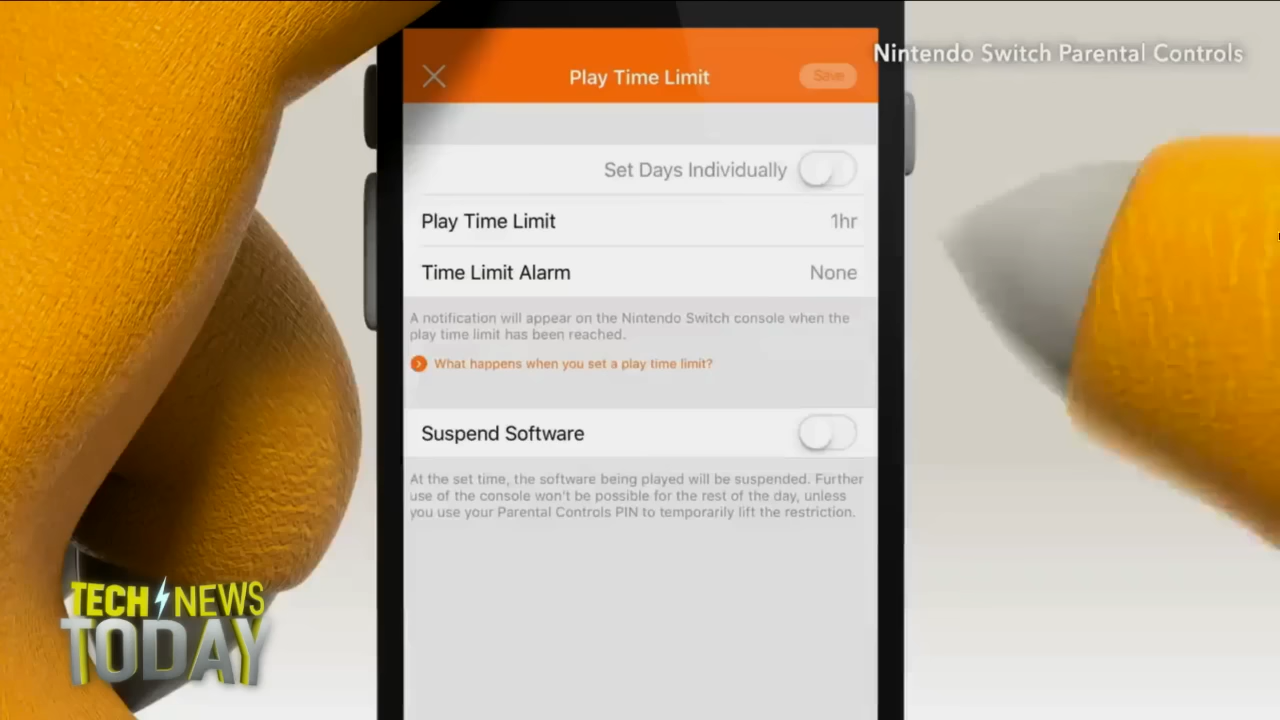 Nintendo Switch Parental Controls
Play Time Limit
Save
Set Days Individually
Play Time Limit
1hr
Time Limit Alarm
None
A notification will appear on the Nintendo Switch console when the
play time limit has been reached.
What happens when you set a play time limit?
Suspend Software
At the set time, the software being played will be suspended. Further
use of the console won't be possible for the rest of the day, unless
you use your Parental Controls PIN to temporarily lift the restriction.
TECH NEWS
TODAY